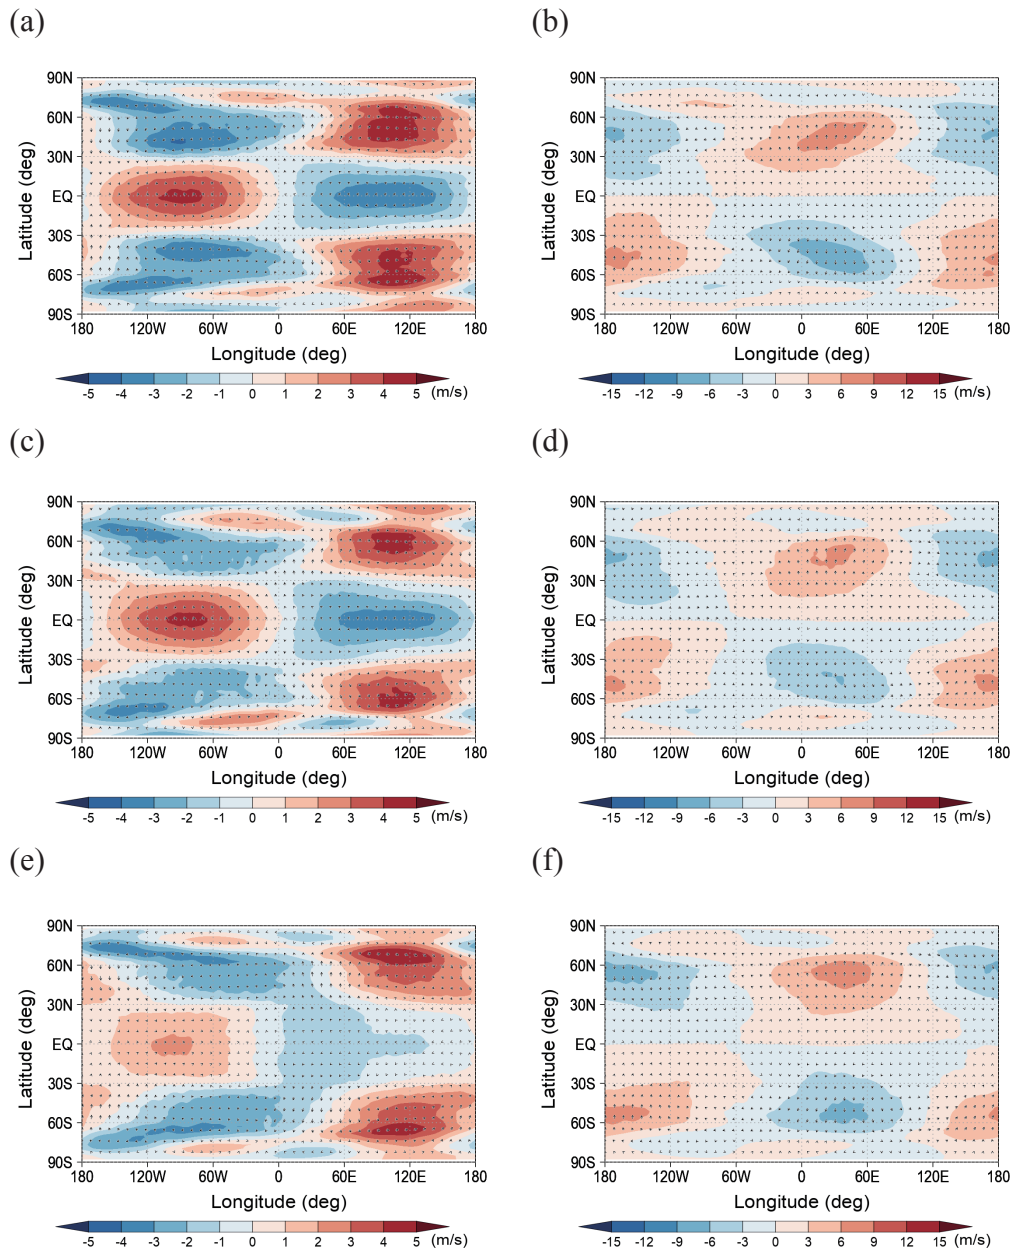 (a)
90N
60N
30N
EQ
30S
60S
90S
Latitude (deg)
180 120W 60W 0 60E 120E 180
Longitude (deg)
-5 -4 -3 -2 -1 0 1 2 3 4 5 (m/s)
(b)
90N
60N
30N
EQ
30S
60S
90S
Latitude (deg)
180 120W 60W 0 60E 120E 180
Longitude (deg)
-15 -12 -9 -6 -3 0 3 6 9 12 15 (m/s)
(c)
90N
60N
30N
EQ
30S
60S
90S
Latitude (deg)
180 120W 60W 0 60E 120E 180
Longitude (deg)
-5 -4 -3 -2 -1 0 1 2 3 4 5 (m/s)
(d)
90N
60N
30N
EQ
30S
60S
90S
Latitude (deg)
180 120W 60W 0 60E 120E 180
Longitude (deg)
-15 -12 -9 -6 -3 0 3 6 9 12 15 (m/s)
(e)
90N
60N
30N
EQ
30S
60S
90S
Latitude (deg)
180 120W 60W 0 60E 120E 180
Longitude (deg)
-5 -4 -3 -2 -1 0 1 2 3 4 5 (m/s)
(f)
90N
60N
30N
EQ
30S
60S
90S
Latitude (deg)
180 120W 60W 0 60E 120E 180
Longitude (deg)
-15 -12 -9 -6 -3 0 3 6 9 12 15 (m/s)